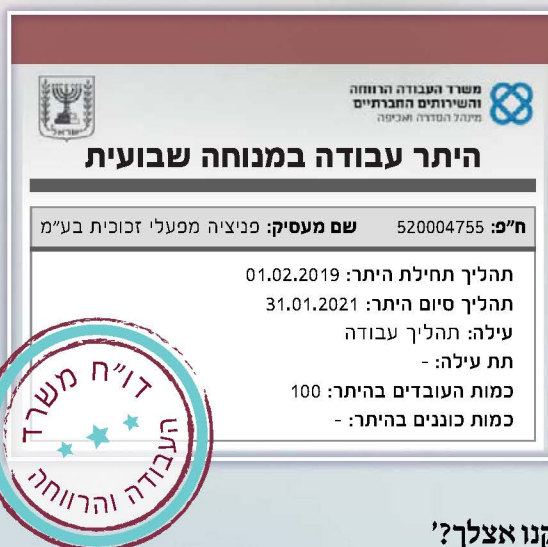 משרד העבודה הרווחה
והשירותים החברתיים
מינהל הסדרה ואכיפה
ישראל
היתר עבודה במנוחה שבועית
ח״פ: 520004755 שם מעסיק: פניציה מפעלי זכוכית בע״מ
תהליך תחילת היתר: 01.02.2019
תהליך סיום היתר: 31.01.2021
עילה: תהליך עבודה
תת עילה: -
כמות העובדים בהיתר: 100
כמות כוננים בהיתר: -
דו״ח משרד
העבודה והרווחה
קנו אצלך?'